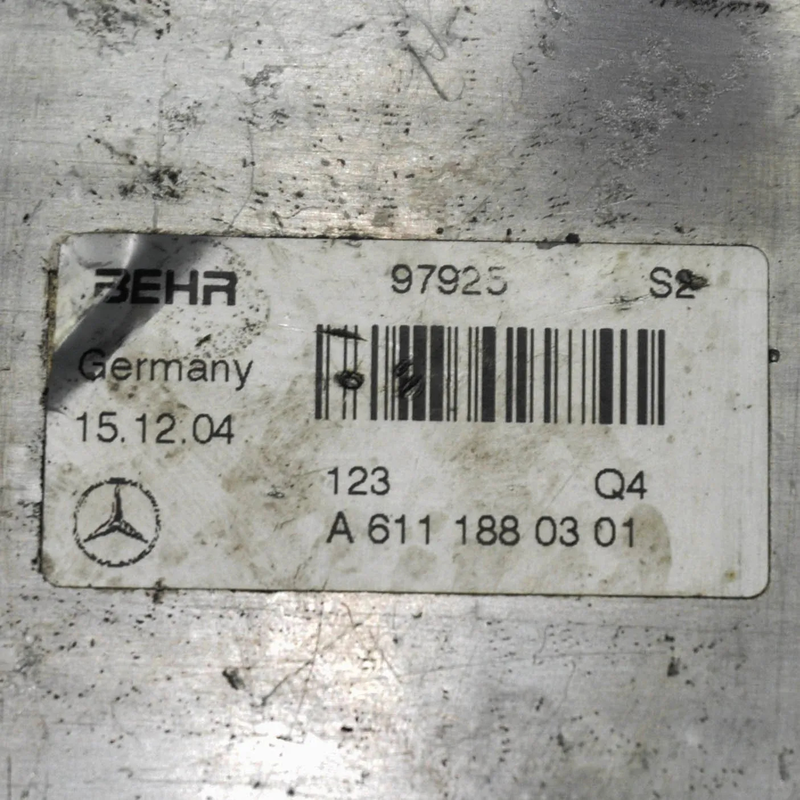 BEHR 97925 S2
Germany
15.12.04
123 Q4
A 611 188 03 01